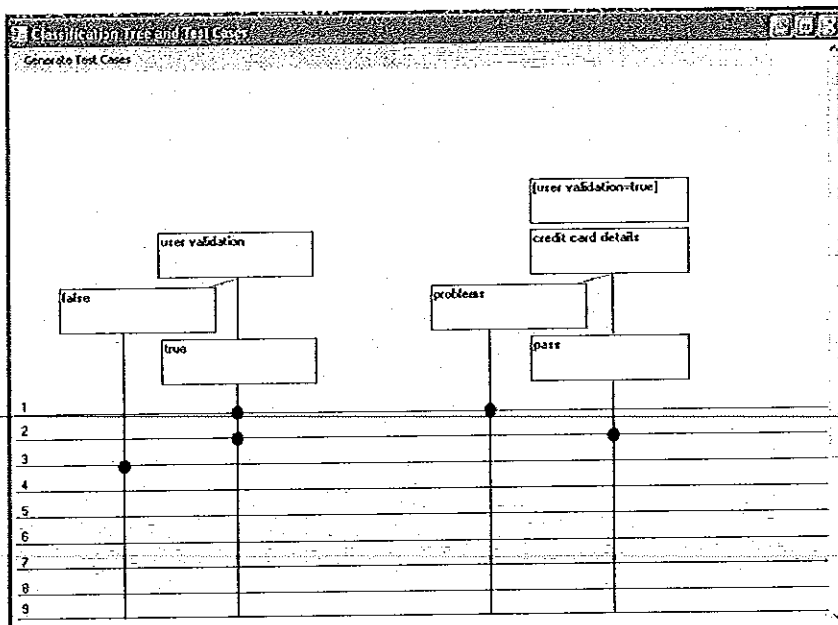 Classification Tree and Test Cases
Generate Test Cases
[user validation=true]
user validation
credit card details
false
problems
true
pass
1
2
3
4
5
6
7
8
9